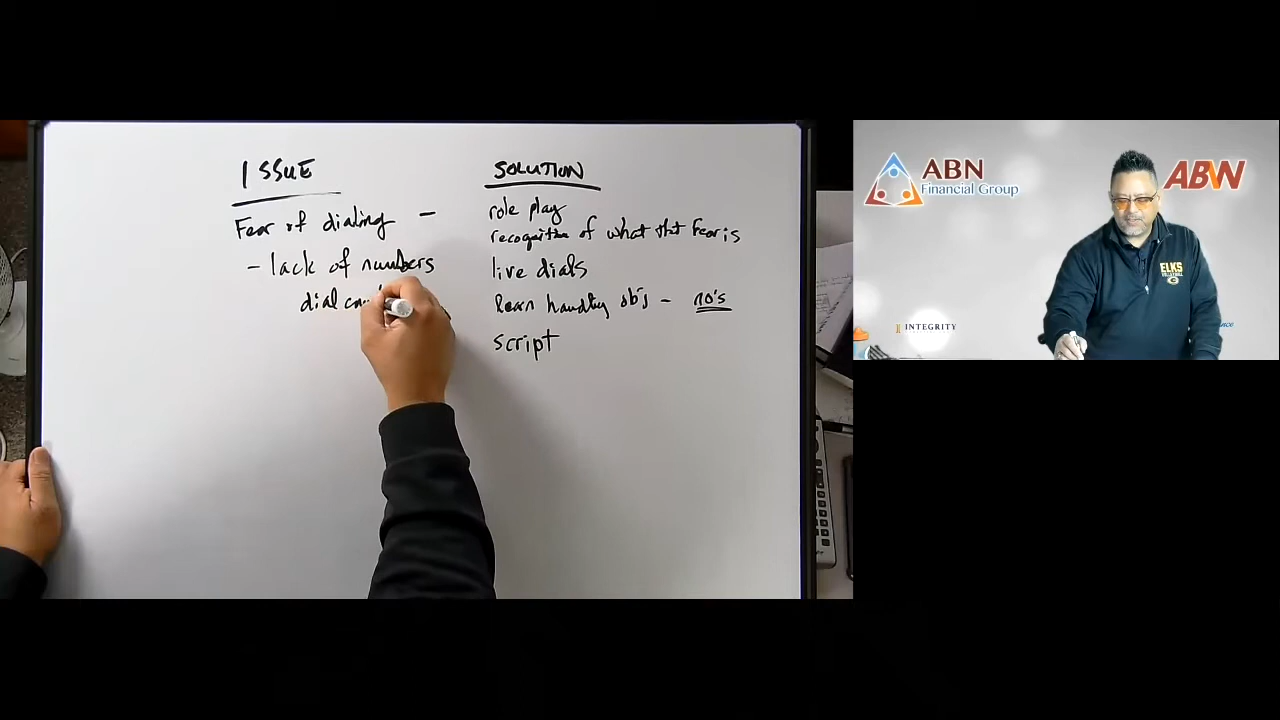 ISSUE
Fear of dialing -
- lack of numbers
dial
SOLUTION
role play
recognition of what that fear is
live dials
learn handling obj's - no's
script
ABN
Financial Group
ABW
ELKS
VOLLEYBALL
G
INTEGRITY